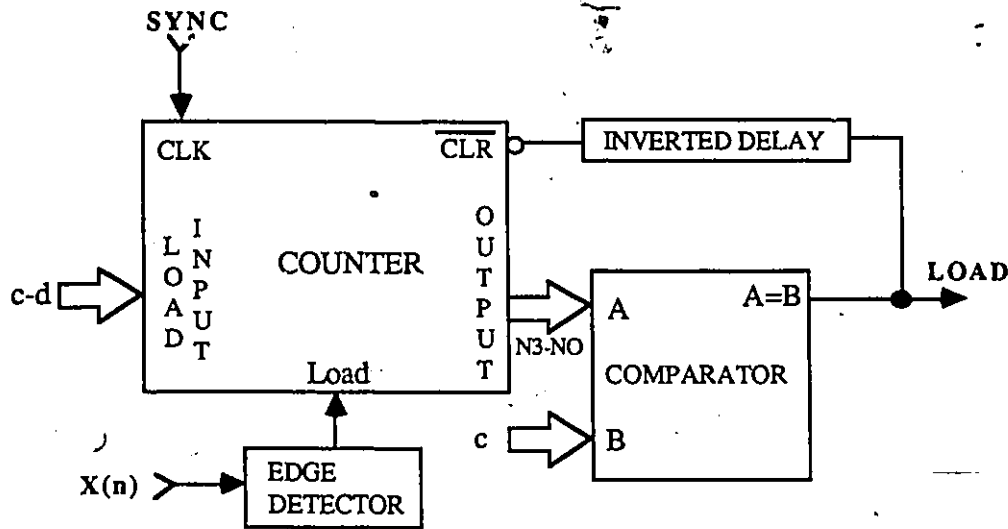 SYNC
CLK
CLR
INVERTED DELAY
LOAD INPUT
COUNTER
OUTPUT
c-d
Load
N3-NO
A
A=B
LOAD
COMPARATOR
c
B
X(n)
EDGE
DETECTOR